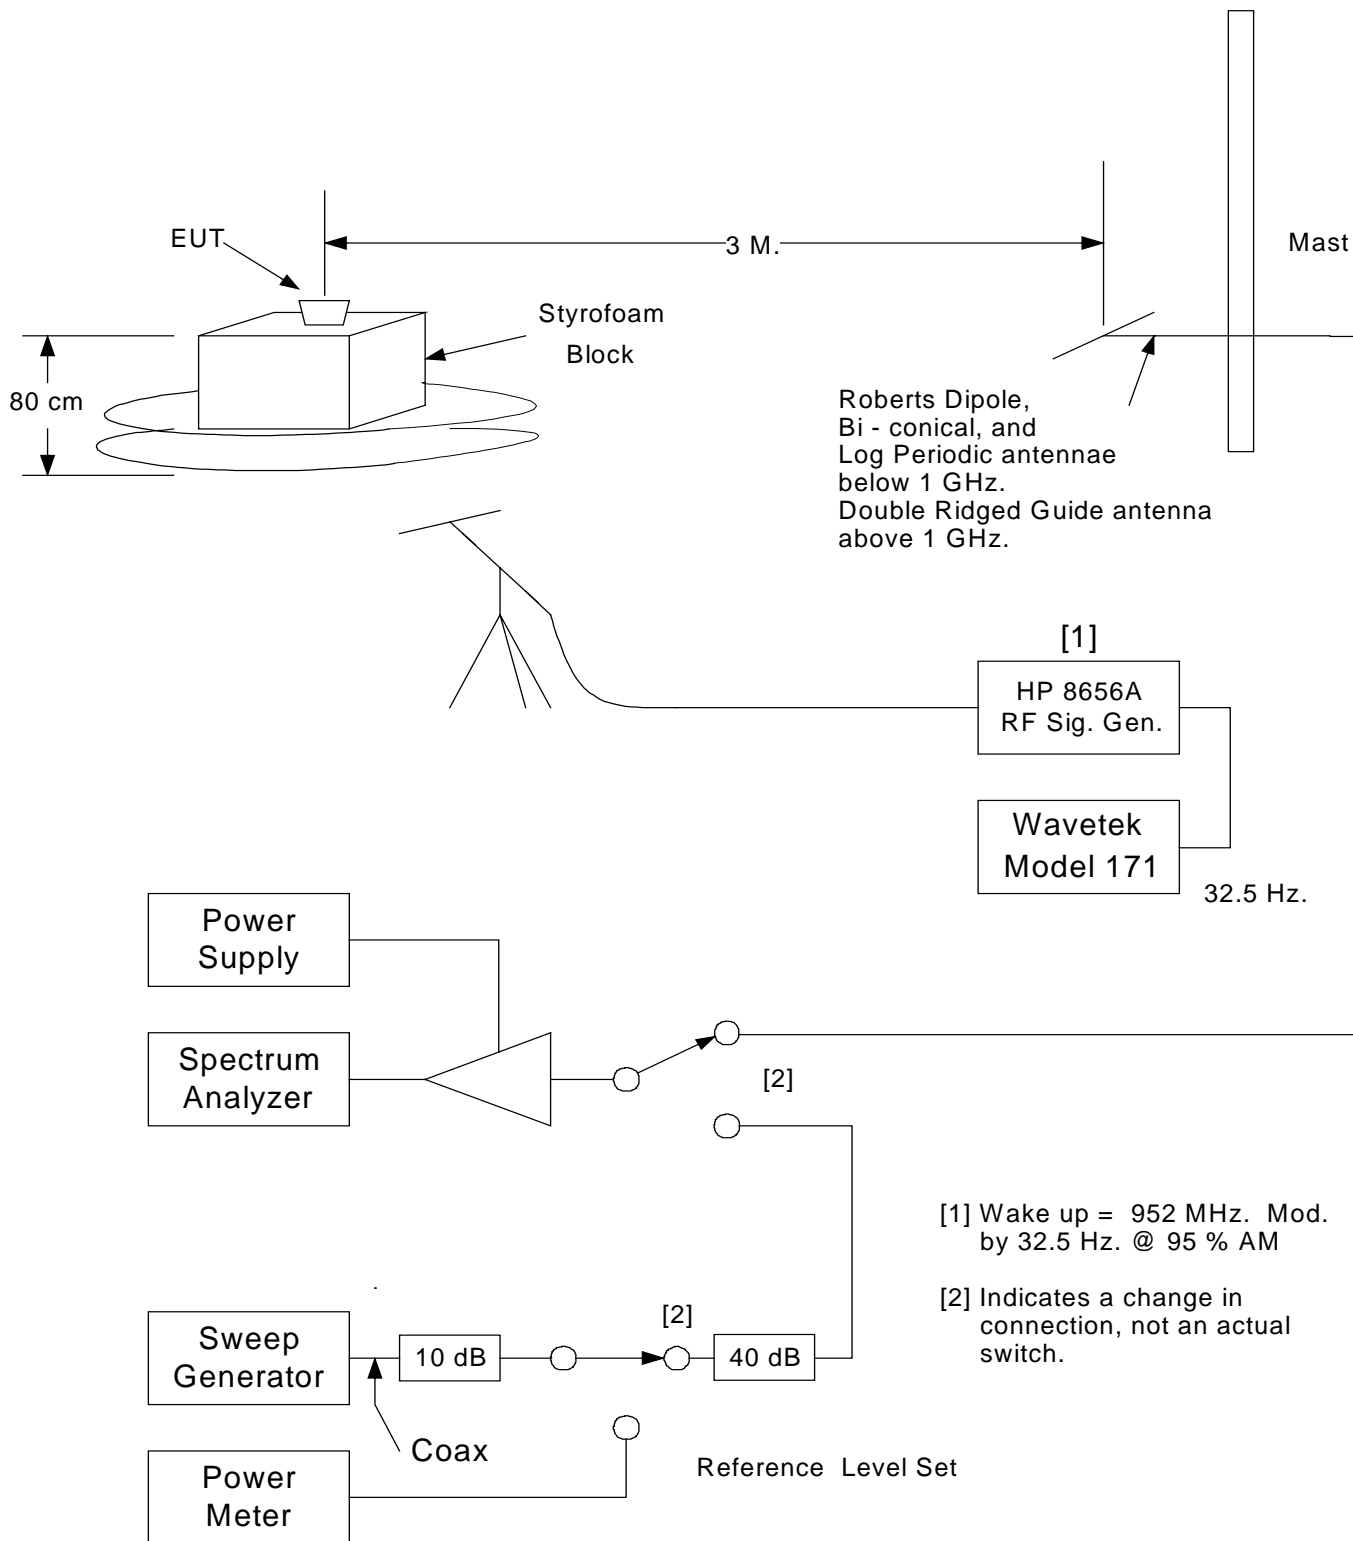 EUT
3 M.
Mast
Styrofoam
Block
80 cm
Roberts Dipole,
Bi - conical, and
Log Periodic antennae
below 1 GHz.
Double Ridged Guide antenna
above 1 GHz.
[1]
HP 8656A
RF Sig. Gen.
Wavetek
Model 171
32.5 Hz.
Power
Supply
Spectrum
Analyzer
[2]
[1] Wake up = 952 MHz. Mod.
by 32.5 Hz. @ 95 % AM
[2] Indicates a change in
connection, not an actual
switch.
[2]
Sweep
Generator
10 dB
40 dB
Coax
Reference Level Set
Power
Meter